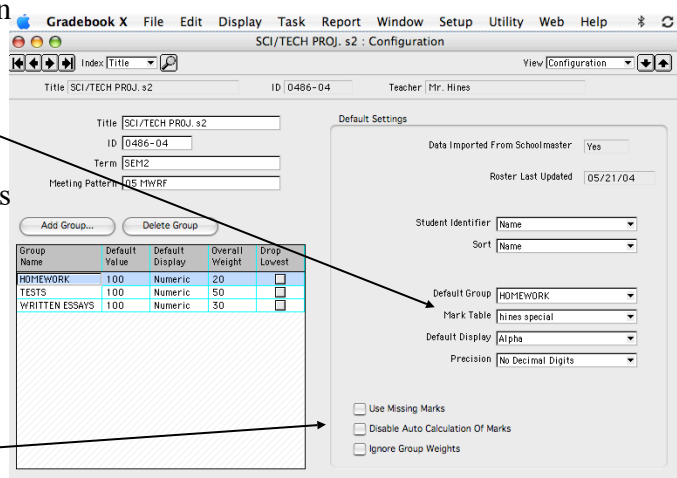 n
Gradebook X File Edit Display Task Report Window Setup Utility Web Help
SCI/TECH PROJ. s2 : Configuration
Index Title View Configuration
Title SCI/TECH PROJ. s2 ID 0486-04 Teacher Mr. Hines
Title SCI/TECH PROJ. s2
ID 0486-04
Term SEM2
Meeting Pattern 05 MWRF
s
Add Group... Delete Group
Group Name Default Value Default Display Overall Weight Drop Lowest
HOMEWORK 100 Numeric 20
TESTS 100 Numeric 50
WRITTEN ESSAYS 100 Numeric 30
Default Settings
Data Imported From Schoolmaster Yes
Roster Last Updated 05/21/04
Student Identifier Name
Sort Name
Default Group HOMEWORK
Mark Table hines special
Default Display Alpha
Precision No Decimal Digits
Use Missing Marks
Disable Auto Calculation Of Marks
Ignore Group Weights